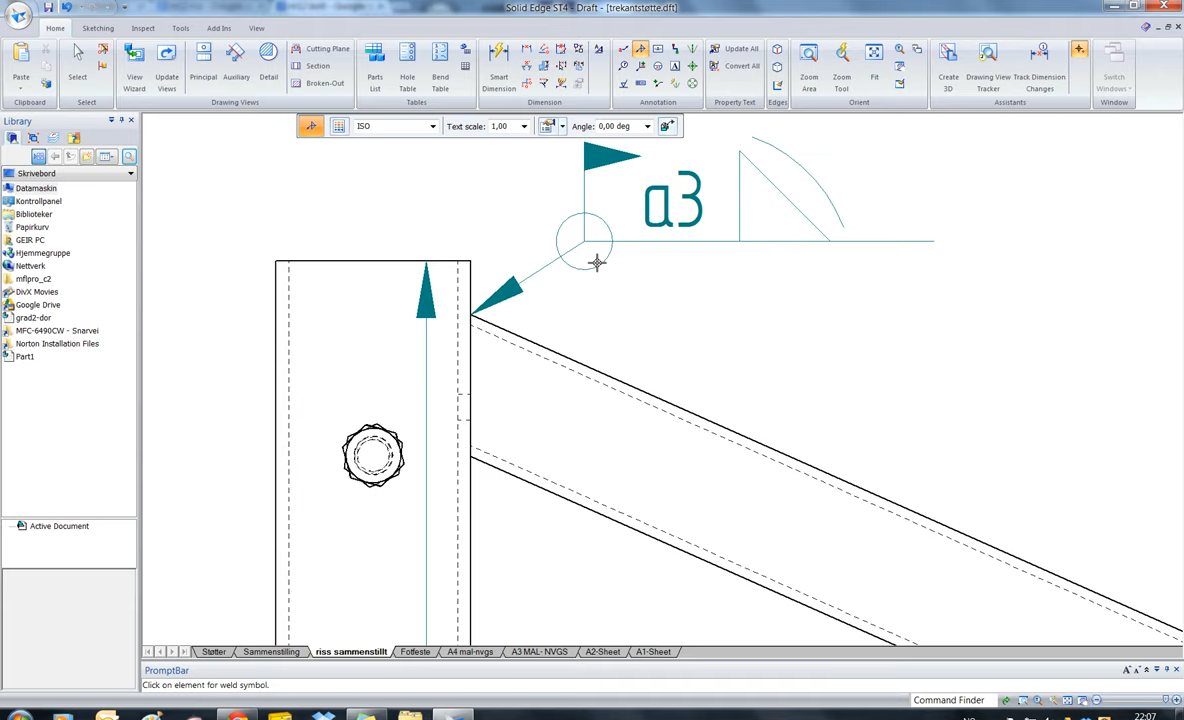 Solid Edge ST4 - Draft - [trekantstøtte.dft]
Home
Sketching
Inspect
Tools
Add Ins
View
Paste
Select
View
Wizard
Update
Views
Principal
Auxiliary
Detail
Cutting Plane
Section
Broken-Out
Parts
List
Hole
Table
Bend
Table
Smart
Dimension
Update All
Convert All
Zoom
Area
Zoom
Tool
Fit
Create
3D
Drawing View
Tracker
Track Dimension
Changes
Switch
Windows
Clipboard
Select
Drawing Views
Tables
Dimension
Annotation
Property Text
Edges
Orient
Assistants
Window
Library
ISO
Text scale:
1,00
Angle:
0,00 deg
Skrivebord
Datamaskin
Kontrollpanel
Biblioteker
Papirkurv
GEIR PC
Hjemmegruppe
Nettverk
mflpro_c2
DivX Movies
Google Drive
grad2-dor
MFC-6490CW - Snarvei
Norton Installation Files
Part1
a3
Active Document
Støtter
Sammenstilling
riss sammenstillt
Fotfeste
A4 mal-nvgs
A3 MAL- NVGS
A2-Sheet
A1-Sheet
PromptBar
Click on element for weld symbol.
Command Finder
22:07